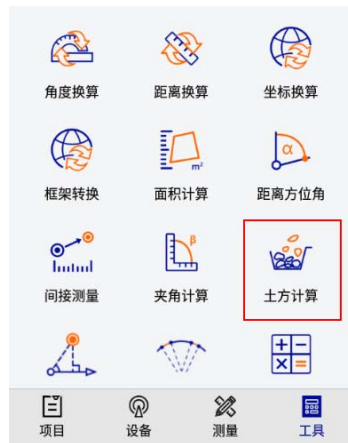 角度换算 距离换算 坐标换算
m²
α
框架转换 面积计算 距离方位角
β
间接测量 夹角计算 土方计算
项目 设备 测量 工具